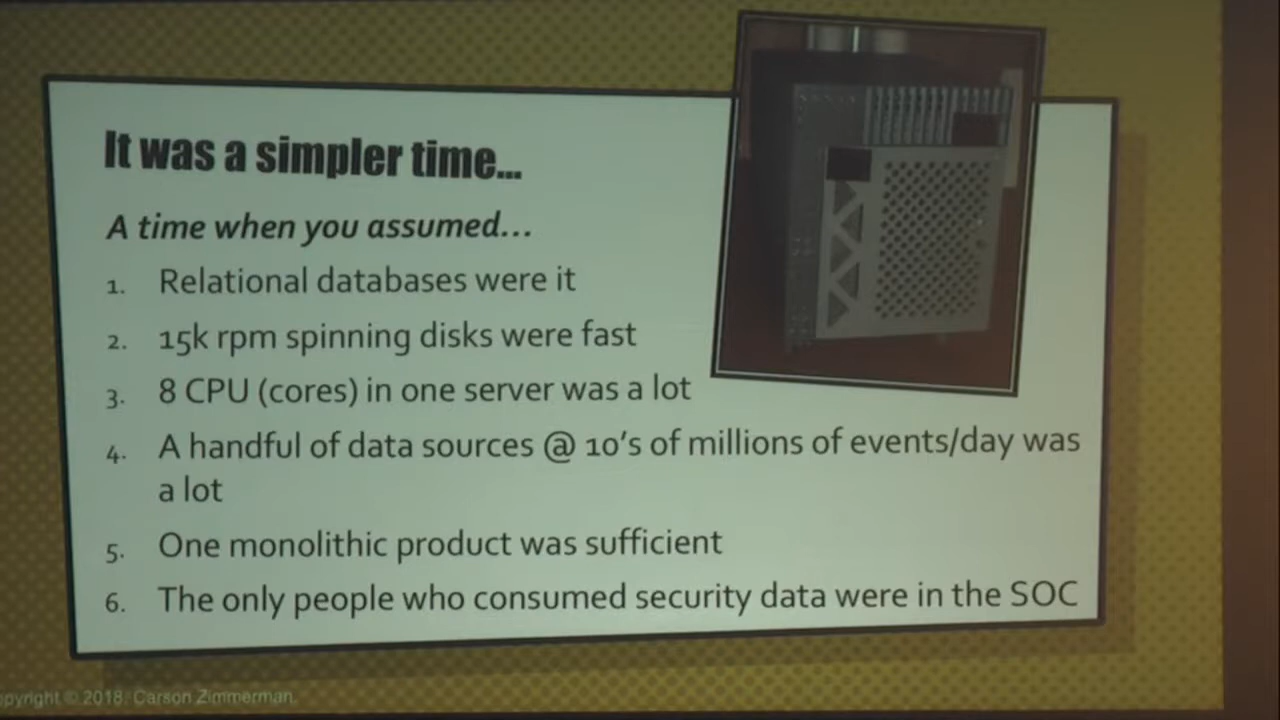 It was a simpler time...
A time when you assumed...
1. Relational databases were it
2. 15k rpm spinning disks were fast
3. 8 CPU (cores) in one server was a lot
4. A handful of data sources @ 10's of millions of events/day was
a lot
5. One monolithic product was sufficient
6. The only people who consumed security data were in the SOC
opyright © 2018, Carson Zimmerman.